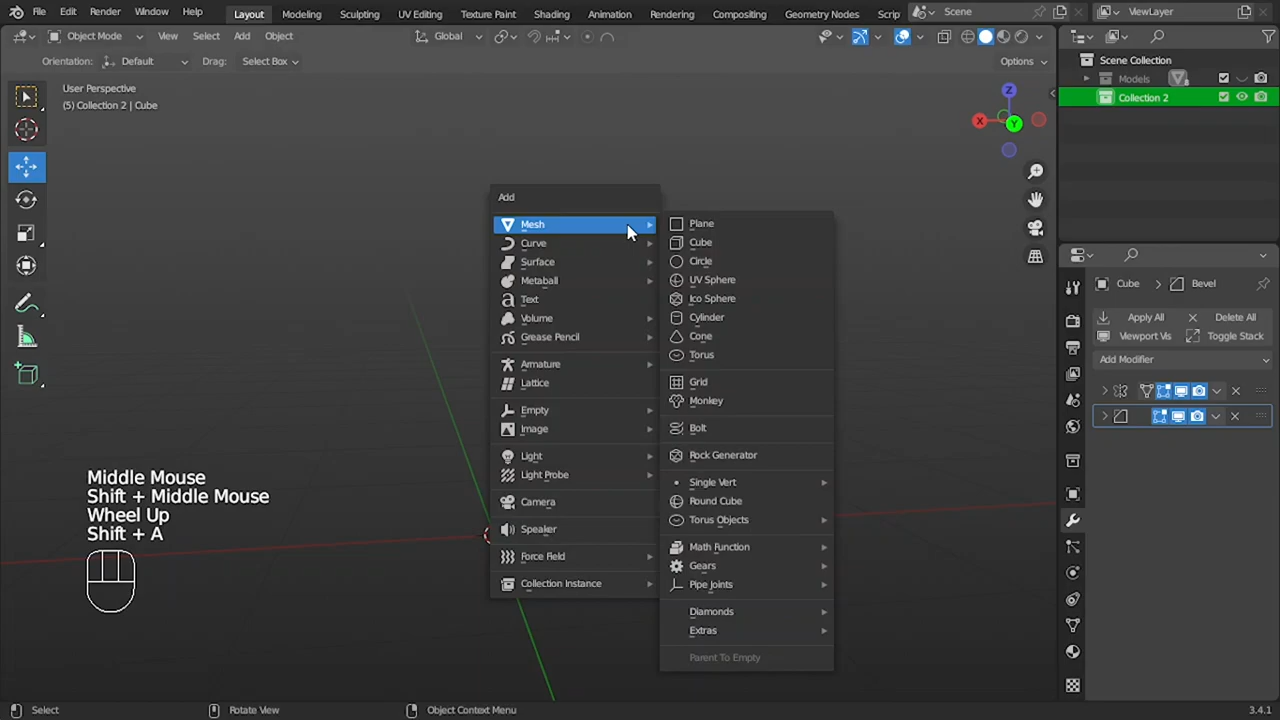 File Edit Render Window Help Layout Modeling Sculpting UV Editing Texture Paint Shading Animation Rendering Compositing Geometry Nodes Scrip Scene ViewLayer
Object Mode View Select Add Object Global
Orientation: Default Drag: Select Box Options
User Perspective
(5) Collection 2 | Cube
Z
X
Y
Scene Collection
Models
Collection 2
Cube > Bevel
Apply All Delete All
Viewport Vis Toggle Stack
Add Modifier
Add
Mesh
Curve
Surface
Metaball
Text
Volume
Grease Pencil
Armature
Lattice
Empty
Image
Light
Light Probe
Camera
Speaker
Force Field
Collection Instance
Plane
Cube
Circle
UV Sphere
Ico Sphere
Cylinder
Cone
Torus
Grid
Monkey
Bolt
Rock Generator
Single Vert
Round Cube
Torus Objects
Math Function
Gears
Pipe Joints
Diamonds
Extras
Parent To Empty
Middle Mouse
Shift + Middle Mouse
Wheel Up
Shift + A
Select Rotate View Object Context Menu 3.4.1